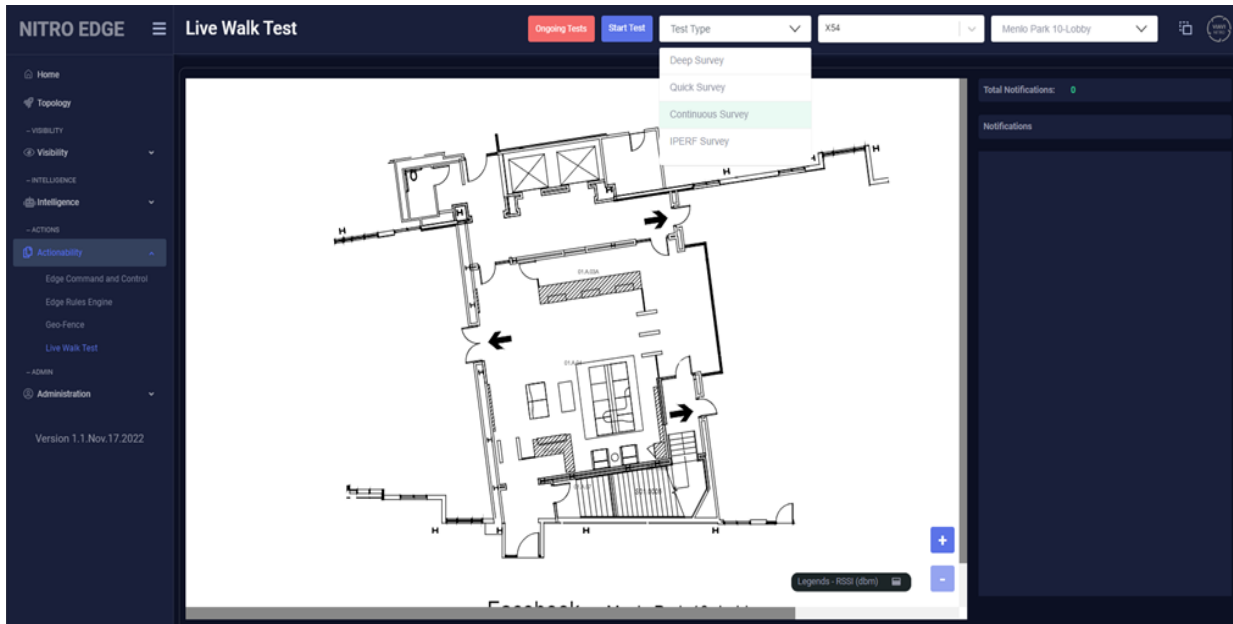 NITRO EDGE
Live Walk Test
Ongoing Tests
Start Test
Test Type
X54
Menlo Park 10-Lobby
Deep Survey
Quick Survey
Continuous Survey
IPERF Survey
Home
Topology
– VISIBILITY
Visibility
– INTELLIGENCE
Intelligence
– ACTIONS
Actionability
Edge Command and Control
Edge Rules Engine
Geo-Fence
Live Walk Test
– ADMIN
Administration
Version 1.1.Nov.17.2022
Total Notifications: 0
Notifications
H
H
H
H
H
01.A.03A
H
H
H
H
H
H
H
+
-
Legends - RSSI (dbm)